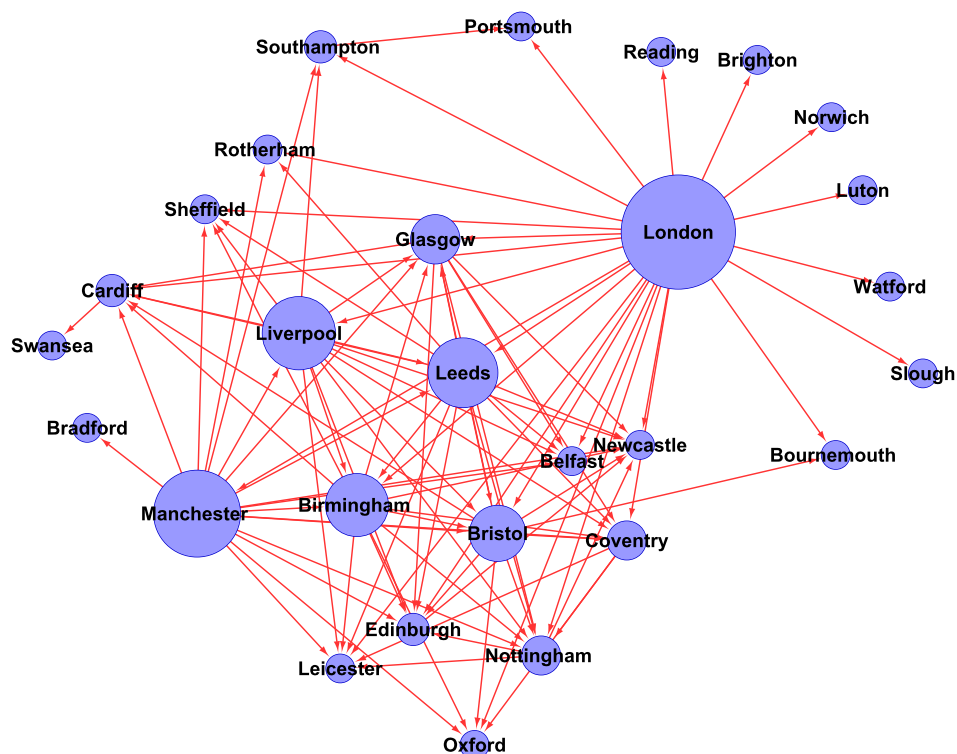 Portsmouth
Southampton
Reading
Brighton
Norwich
Rotherham
Luton
Sheffield
London
Glasgow
Cardiff
Watford
Liverpool
Swansea
Leeds
Slough
Bradford
Newcastle
Belfast
Bournemouth
Birmingham
Manchester
Bristol
Coventry
Edinburgh
Nottingham
Leicester
Oxford